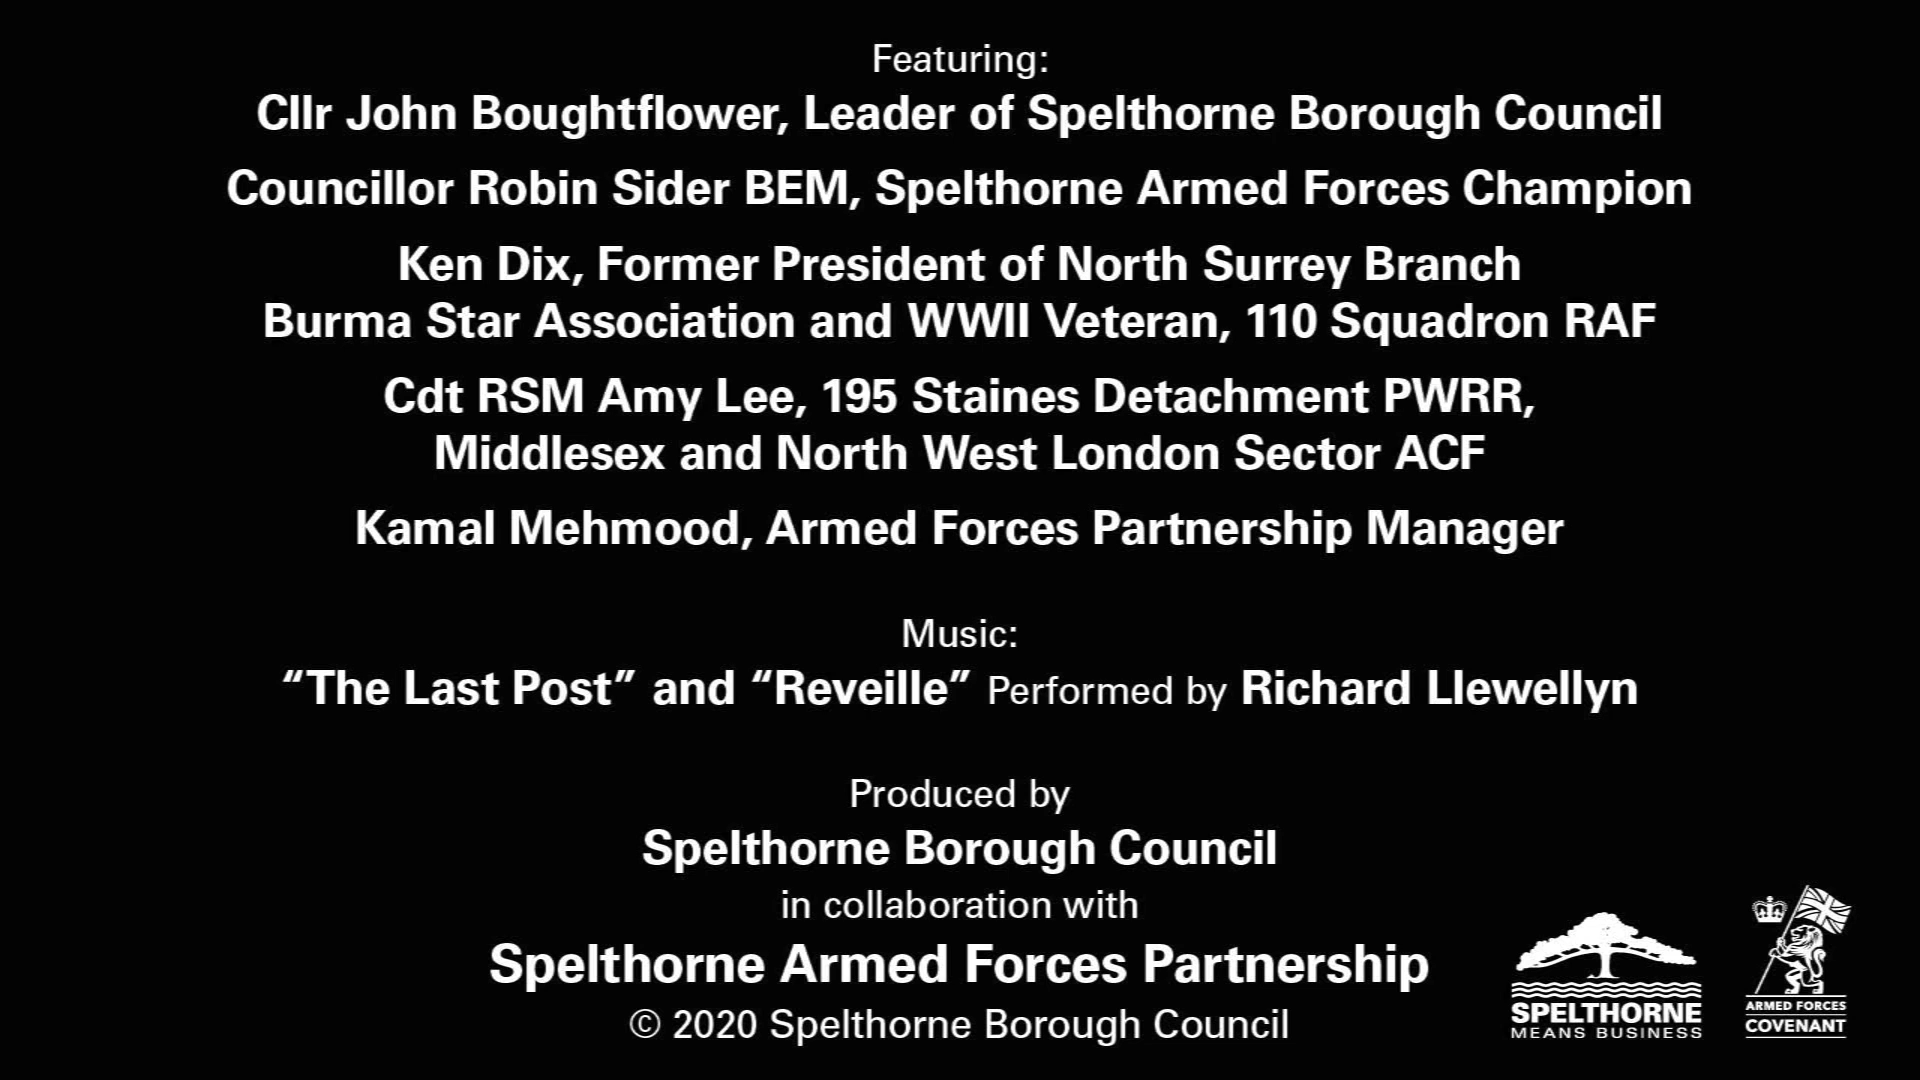 Featuring:
Cllr John Boughtflower, Leader of Spelthorne Borough Council
Councillor Robin Sider BEM, Spelthorne Armed Forces Champion
Ken Dix, Former President of North Surrey Branch
Burma Star Association and WWII Veteran, 110 Squadron RAF
Cdt RSM Amy Lee, 195 Staines Detachment PWRR,
Middlesex and North West London Sector ACF
Kamal Mehmood, Armed Forces Partnership Manager
Music:
“The Last Post” and “Reveille” Performed by Richard Llewellyn
Produced by
Spelthorne Borough Council
in collaboration with
Spelthorne Armed Forces Partnership
© 2020 Spelthorne Borough Council
SPELTHORNE
MEANS BUSINESS
ARMED FORCES
COVENANT